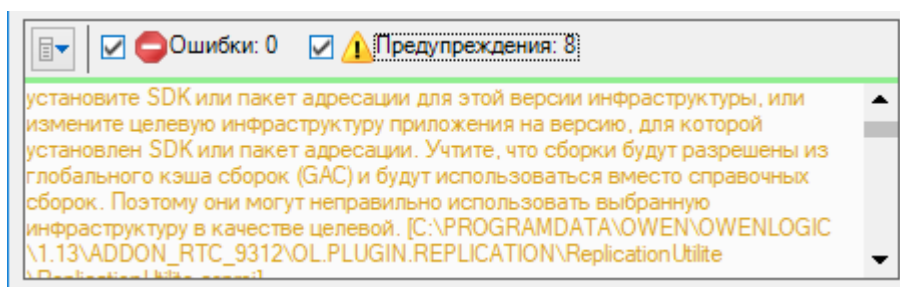 Ошибки: 0 Предупреждения: 8
установите SDK или пакет адресации для этой версии инфраструктуры, или
измените целевую инфраструктуру приложения на версию, для которой
установлен SDK или пакет адресации. Учтите, что сборки будут разрешены из
глобального кэша сборок (GAC) и будут использоваться вместо справочных
сборок. Поэтому они могут неправильно использовать выбранную
инфраструктуру в качестве целевой. [C:\PROGRAMDATA\OWEN\OWENLOGIC
\1.13\ADDON_RTC_9312\OL.PLUGIN.REPLICATION\ReplicationUtilite